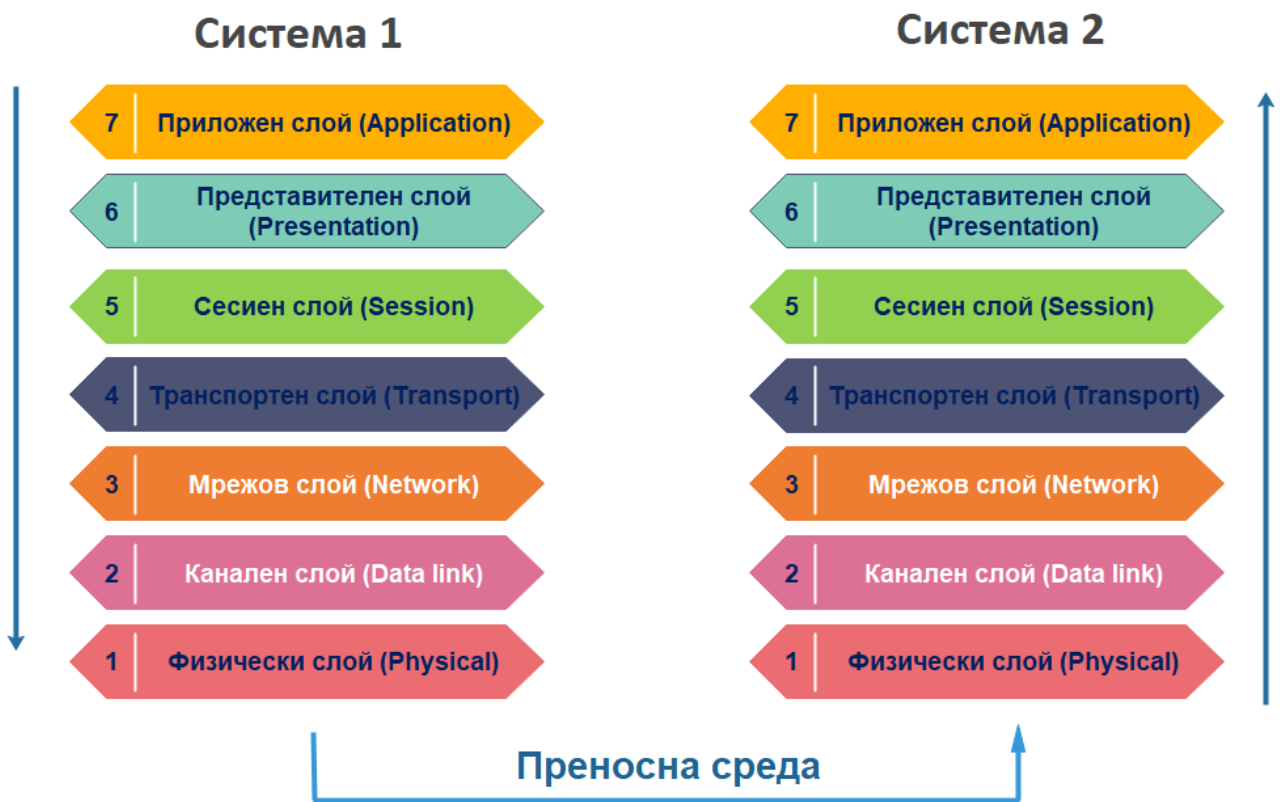 Система 1
7 Приложен слой (Application)
6 Представителен слой
(Presentation)
5 Сесиен слой (Session)
4 Транспортен слой (Transport)
3 Мрежов слой (Network)
2 Канален слой (Data link)
1 Физически слой (Physical)
Система 2
7 Приложен слой (Application)
6 Представителен слой
(Presentation)
5 Сесиен слой (Session)
4 Транспортен слой (Transport)
3 Мрежов слой (Network)
2 Канален слой (Data link)
1 Физически слой (Physical)
Преносна среда